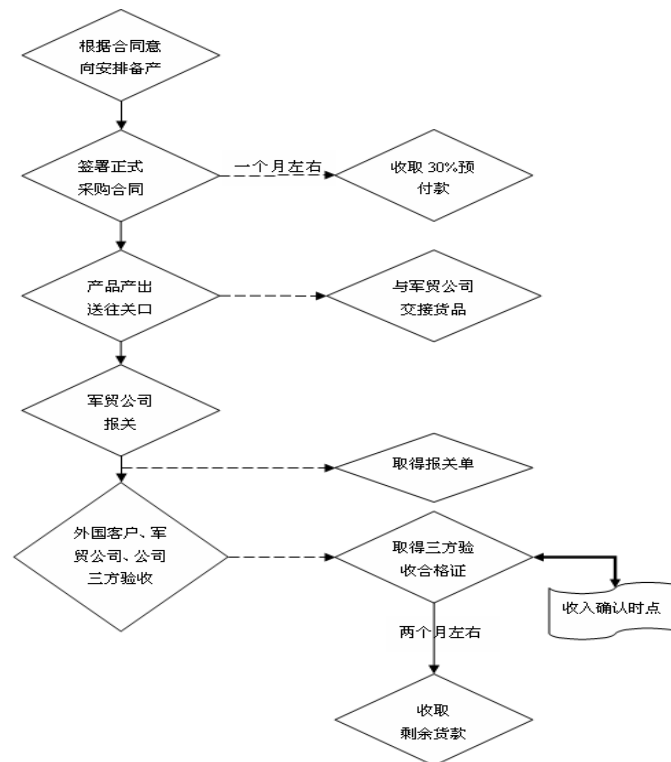 根据合同意
向安排备产
签署正式
采购合同
一个月左右
收取 30%预
付款
产品产出
送往关口
与军贸公司
交接货品
军贸公司
报关
取得报关单
外国客户、军
贸公司、公司
三方验收
取得三方验
收合格证
收入确认时点
两个月左右
收取
剩余货款